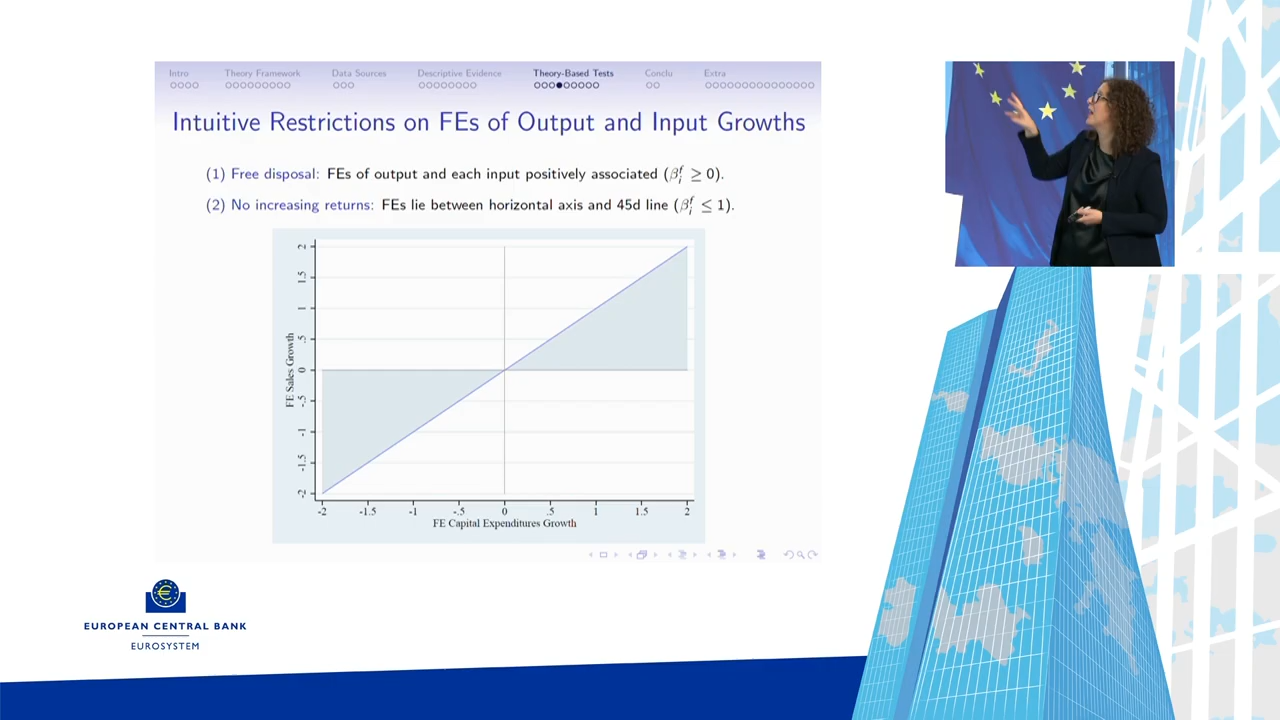 Intro Theory Framework Data Sources Descriptive Evidence Theory-Based Tests Conclu Extra
Intuitive Restrictions on FEs of Output and Input Growths
(1) Free disposal: FEs of output and each input positively associated (β_i^f ≥ 0).
(2) No increasing returns: FEs lie between horizontal axis and 45d line (β_i^f ≤ 1).
FE Sales Growth
2
1.5
1
.5
0
-.5
-1
-1.5
-2
-2 -1.5 -1 -.5 0 .5 1 1.5 2
FE Capital Expenditures Growth
€
EUROPEAN CENTRAL BANK
EUROSYSTEM